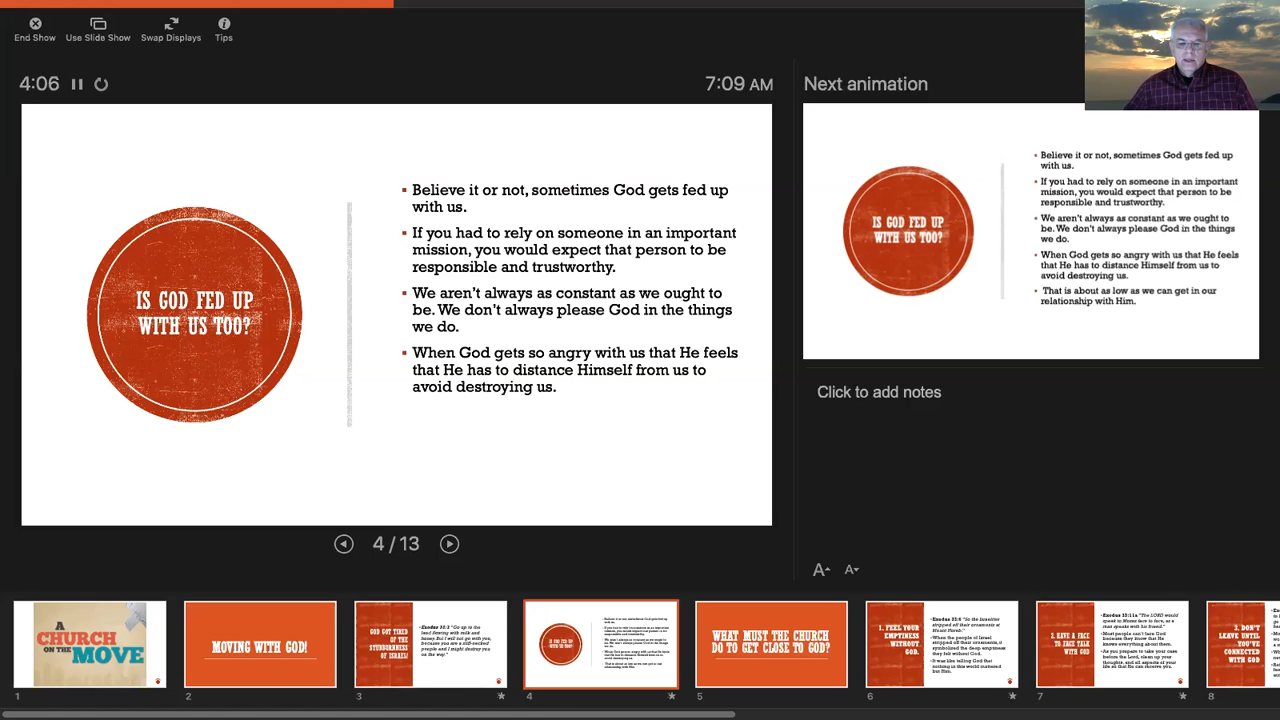 End Show
Use Slide Show
Swap Displays
Tips
4:06
7:09 AM
Next animation
IS GOD FED UP
WITH US TOO?
Believe it or not, sometimes God gets fed up
with us.
If you had to rely on someone in an important
mission, you would expect that person to be
responsible and trustworthy.
We aren't always as constant as we ought to
be. We don't always please God in the things
we do.
When God gets so angry with us that He feels
that He has to distance Himself from us to
avoid destroying us.
IS GOD FED UP
WITH US TOO?
Believe it or not, sometimes God gets fed up
with us.
If you had to rely on someone in an important
mission, you would expect that person to be
responsible and trustworthy.
We aren't always as constant as we ought to
be. We don't always please God in the things
we do.
When God gets so angry with us that He feels
that He has to distance Himself from us to
avoid destroying us.
That is about as low as we can get in our
relationship with Him.
Click to add notes
4 / 13
A A
A
CHURCH
ON THE MOVE
MOVING WITH GOD!
GOD GOT TIRED
OF THE
STUBBORNNESS
OF ISRAEL
IS GOD FED UP
WITH US TOO?
WHAT MUST THE CHURCH
DO TO GET CLOSE TO GOD?
1. FEEL YOUR
EMPTINESS
WITHOUT
GOD.
2. HAVE A FACE
TO FACE TALK
WITH GOD
3. DON'T
LEAVE UNTIL
YOU'VE
CONNECTED
WITH GOD
1
2
3
4
5
6
7
8